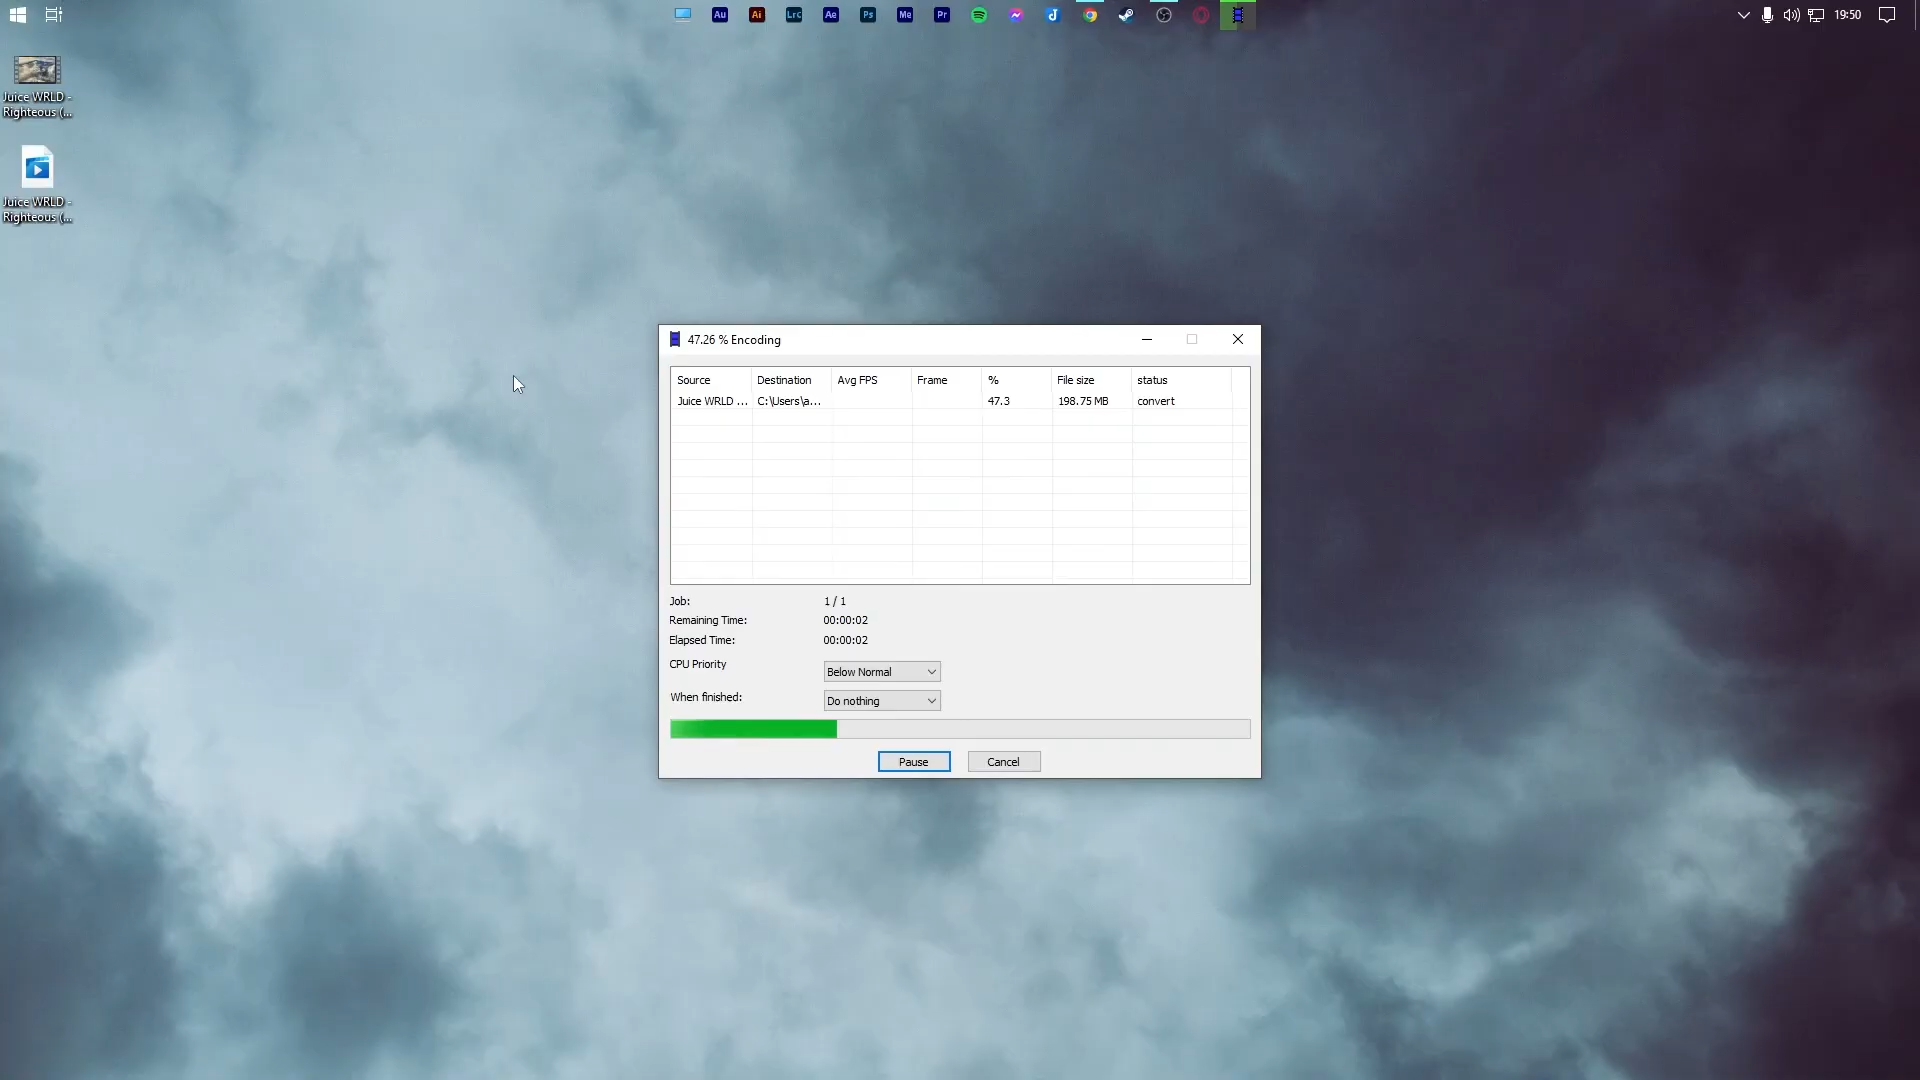 Au Ai Lrc Ae Ps Me Pr
19:50
Juice WRLD -
Righteous (...
Juice WRLD -
Righteous (...
47.26 % Encoding
Source Destination Avg FPS Frame % File size status
Juice WRLD ... C:\Users\a... 47.3 198.75 MB convert
Job: 1 / 1
Remaining Time: 00:00:02
Elapsed Time: 00:00:02
CPU Priority Below Normal
When finished: Do nothing
Pause Cancel